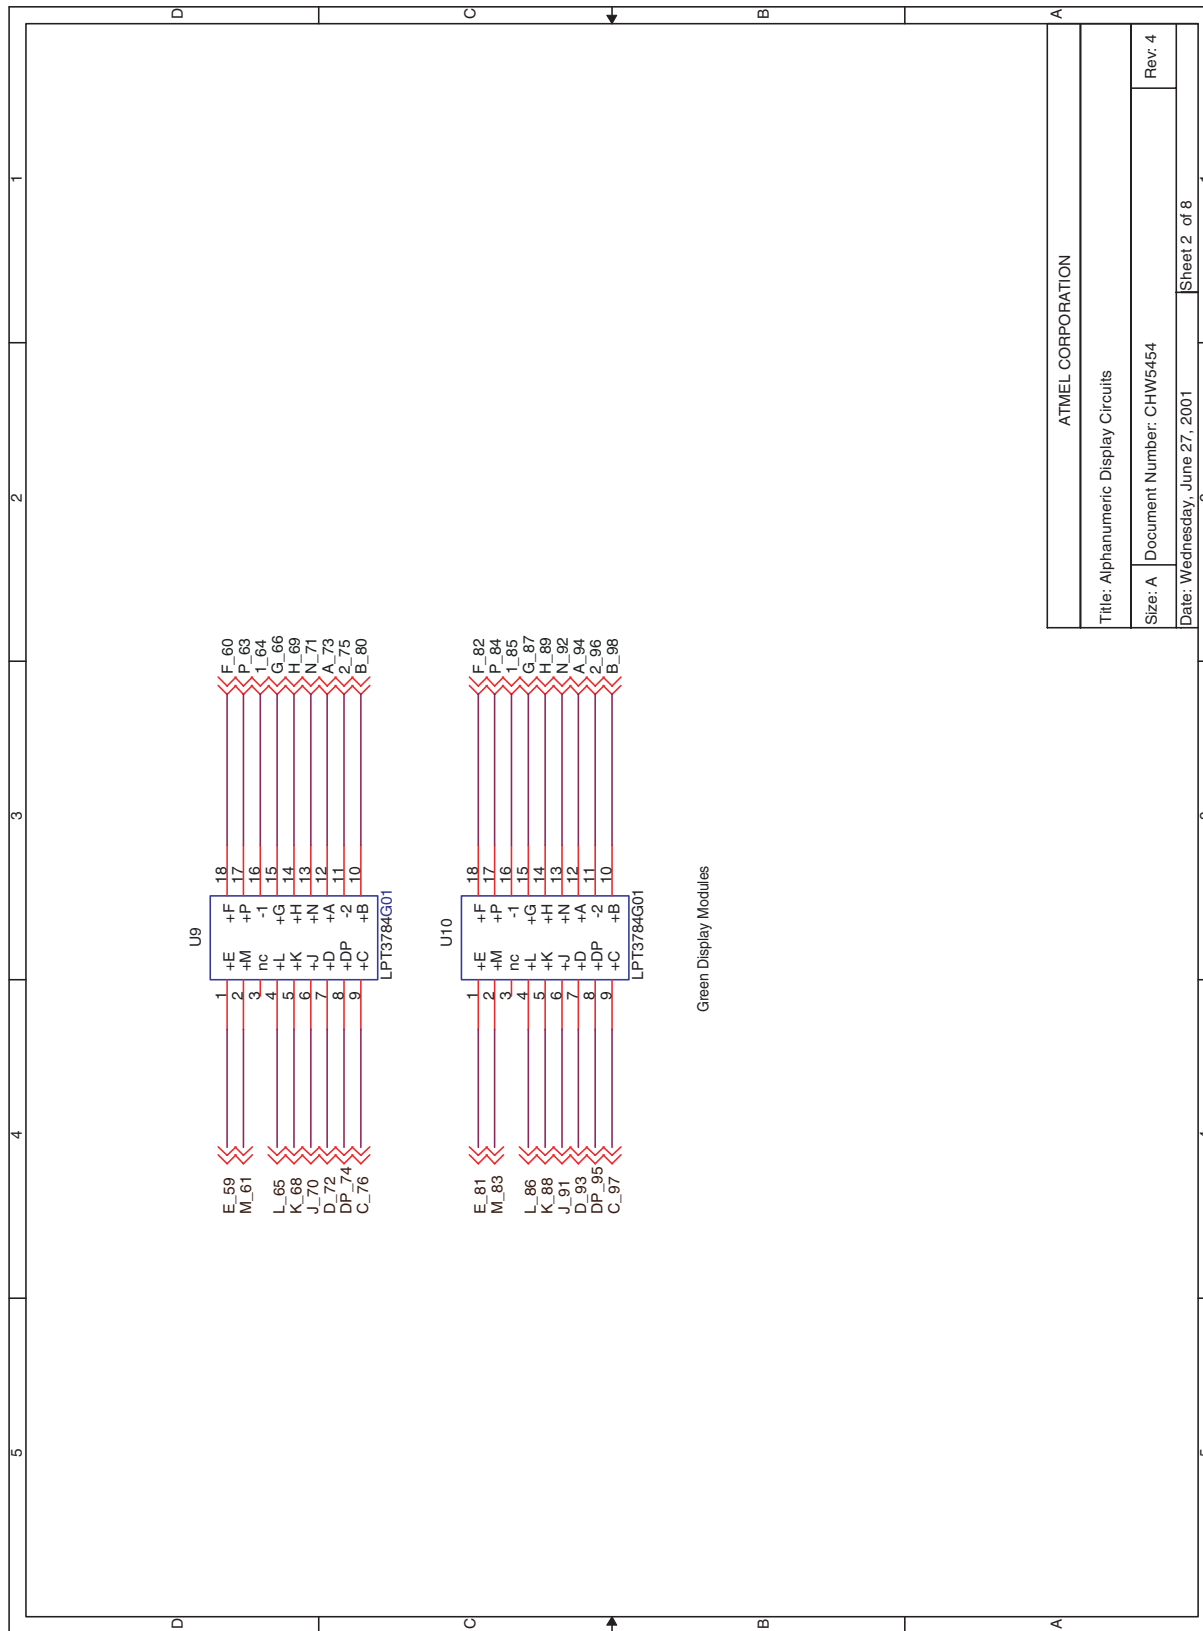 5
4
3
2
1
D
D
C
C
B
B
A
A
U9
E_59 1 +E +F 18 F_60
M_61 2 +M +P 17 P_63
3 nc -1 16 1_64
L_65 4 +L +G 15 G_66
K_68 5 +K +H 14 H_69
J_70 6 +J +N 13 N_71
D_72 7 +D +A 12 A_73
DP_74 8 +DP -2 11 2_75
C_76 9 +C +B 10 B_80
LPT3784G01
U10
E_81 1 +E +F 18 F_82
M_83 2 +M +P 17 P_84
3 nc -1 16 1_85
L_86 4 +L +G 15 G_87
K_88 5 +K +H 14 H_89
J_91 6 +J +N 13 N_92
D_93 7 +D +A 12 A_94
DP_95 8 +DP -2 11 2_96
C_97 9 +C +B 10 B_98
LPT3784G01
Green Display Modules
ATMEL CORPORATION
Title: Alphanumeric Display Circuits
Size: A Document Number: CHW5454 Rev: 4
Date: Wednesday, June 27, 2001 Sheet 2 of 8